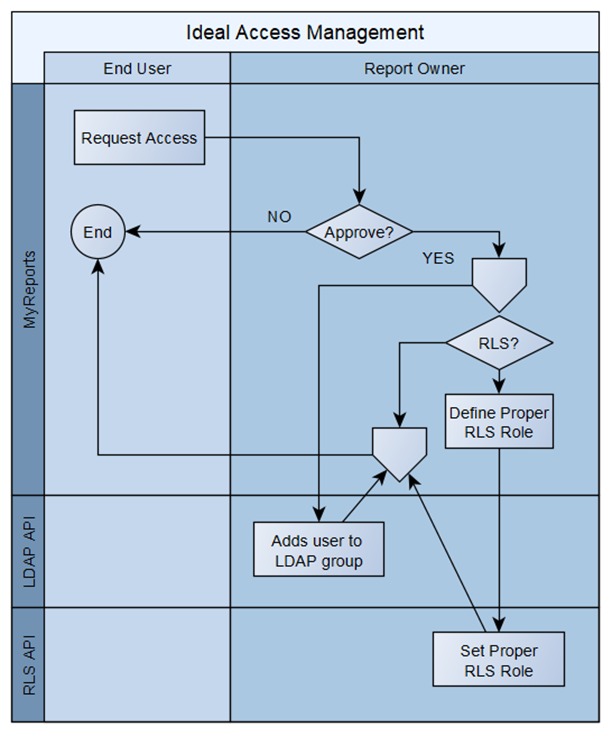 Ideal Access Management
End User
Report Owner
MyReports
Request Access
NO
Approve?
End
YES
RLS?
Define Proper
RLS Role
LDAP API
Adds user to
LDAP group
RLS API
Set Proper
RLS Role